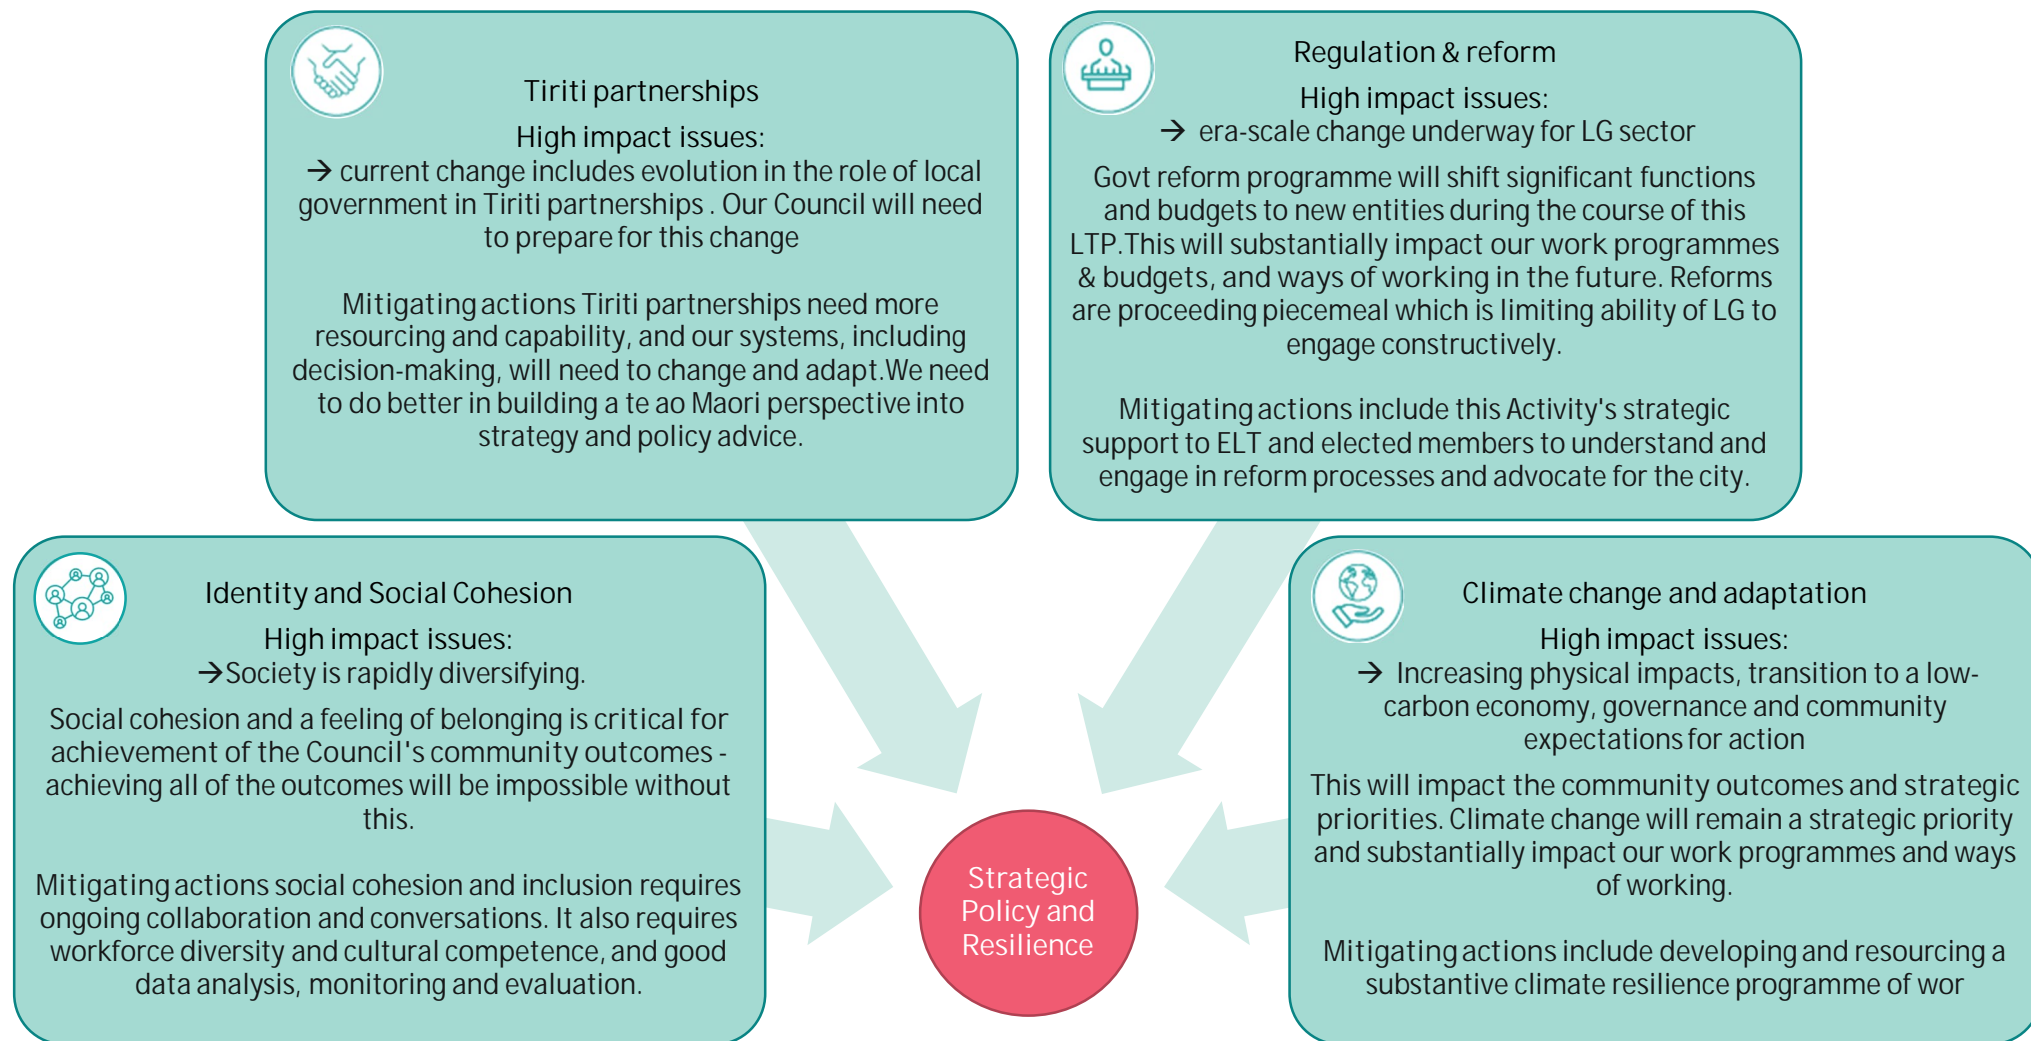 Tiriti partnerships
High impact issues:
→ current change includes evolution in the role of local
government in Tiriti partnerships . Our Council will need
to prepare for this change
Mitigating actions Tiriti partnerships need more
resourcing and capability, and our systems, including
decision-making, will need to change and adapt.We need
to do better in building a te ao Maori perspective into
strategy and policy advice.
Regulation & reform
High impact issues:
→ era-scale change underway for LG sector
Govt reform programme will shift significant functions
and budgets to new entities during the course of this
LTP.This will substantially impact our work programmes
& budgets, and ways of working in the future. Reforms
are proceeding piecemeal which is limiting ability of LG to
engage constructively.
Mitigating actions include this Activity's strategic
support to ELT and elected members to understand and
engage in reform processes and advocate for the city.
Identity and Social Cohesion
High impact issues:
→Society is rapidly diversifying.
Social cohesion and a feeling of belonging is critical for
achievement of the Council's community outcomes -
achieving all of the outcomes will be impossible without
this.
Mitigating actions social cohesion and inclusion requires
ongoing collaboration and conversations. It also requires
workforce diversity and cultural competence, and good
data analysis, monitoring and evaluation.
Climate change and adaptation
High impact issues:
→ Increasing physical impacts, transition to a low-
carbon economy, governance and community
expectations for action
This will impact the community outcomes and strategic
priorities. Climate change will remain a strategic priority
and substantially impact our work programmes and ways
of working.
Mitigating actions include developing and resourcing a
substantive climate resilience programme of wor
Strategic
Policy and
Resilience